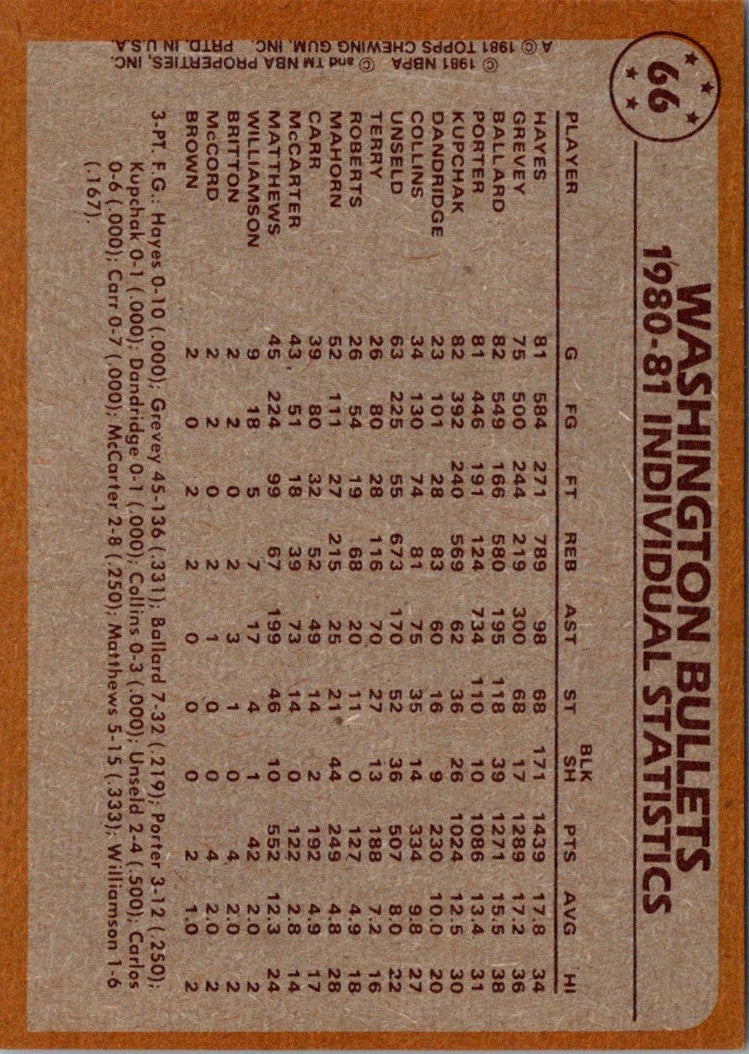 66
WASHINGTON BULLETS
1980-81 INDIVIDUAL STATISTICS
PLAYER G FG FT REB AST ST BLK SH PTS AVG HI
HAYES 81 584 271 789 98 68 171 1439 17.8 34
GREVEY 75 500 244 219 300 68 17 1289 17.2 36
BALLARD 82 549 166 580 195 118 39 1271 15.5 38
PORTER 81 446 191 124 734 110 10 1086 13.4 31
KUPCHAK 82 392 240 569 62 36 26 1024 12.5 30
DANDRIDGE 23 101 28 83 60 16 9 230 10.0 20
COLLINS 34 130 74 81 75 35 14 334 9.8 27
UNSELD 63 225 55 673 170 52 36 507 8.0 22
TERRY 26 80 28 116 70 27 13 188 7.2 16
ROBERTS 26 54 19 68 20 11 0 127 4.9 18
MAHORN 52 111 27 215 25 21 44 249 4.8 28
CARR 39 80 32 52 49 14 2 192 4.9 17
McCARTER 43 51 18 39 73 14 0 122 2.8 14
MATTHEWS 45 224 99 67 199 46 10 552 12.3 24
WILLIAMSON 9 18 5 7 17 4 1 42 2.0 2
BRITTON 2 2 0 2 3 1 0 4 2.0 2
McCORD 2 2 0 2 1 0 0 4 2.0 2
BROWN 2 0 2 2 0 0 0 2 1.0 2
3-PT. F.G.: Hayes 0-10 (.000); Grevey 45-136 (.331); Ballard 7-32 (.219); Porter 3-12 (.250);
Kupchak 0-1 (.000); Dandridge 0-1 (.000); Collins 0-3 (.000); Unseld 2-4 (.500); Carlos
0-6 (.000); Carr 0-7 (.000); McCarter 2-8 (.250); Matthews 5-15 (.333); Williamson 1-6
(.167).
© 1981 NBPA © and TM NBA PROPERTIES, INC.
A © 1981 TOPPS CHEWING GUM, INC. PRTD. IN U.S.A.